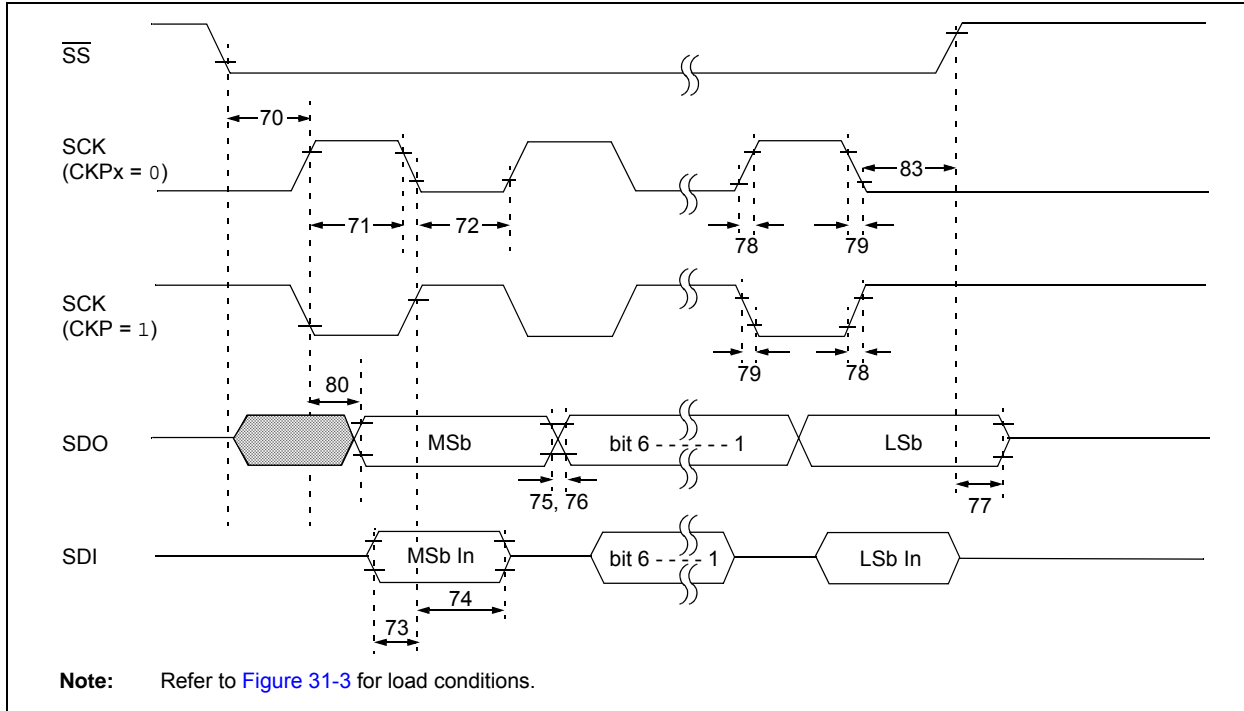 SS
70
SCK
(CKPx = 0)
83
71
72
78
79
SCK
(CKP = 1)
79
78
80
SDO
MSb
bit 6 - - - - - - 1
LSb
75, 76
77
SDI
MSb In
bit 6 - - - - - 1
LSb In
74
73
Note: Refer to Figure 31-3 for load conditions.